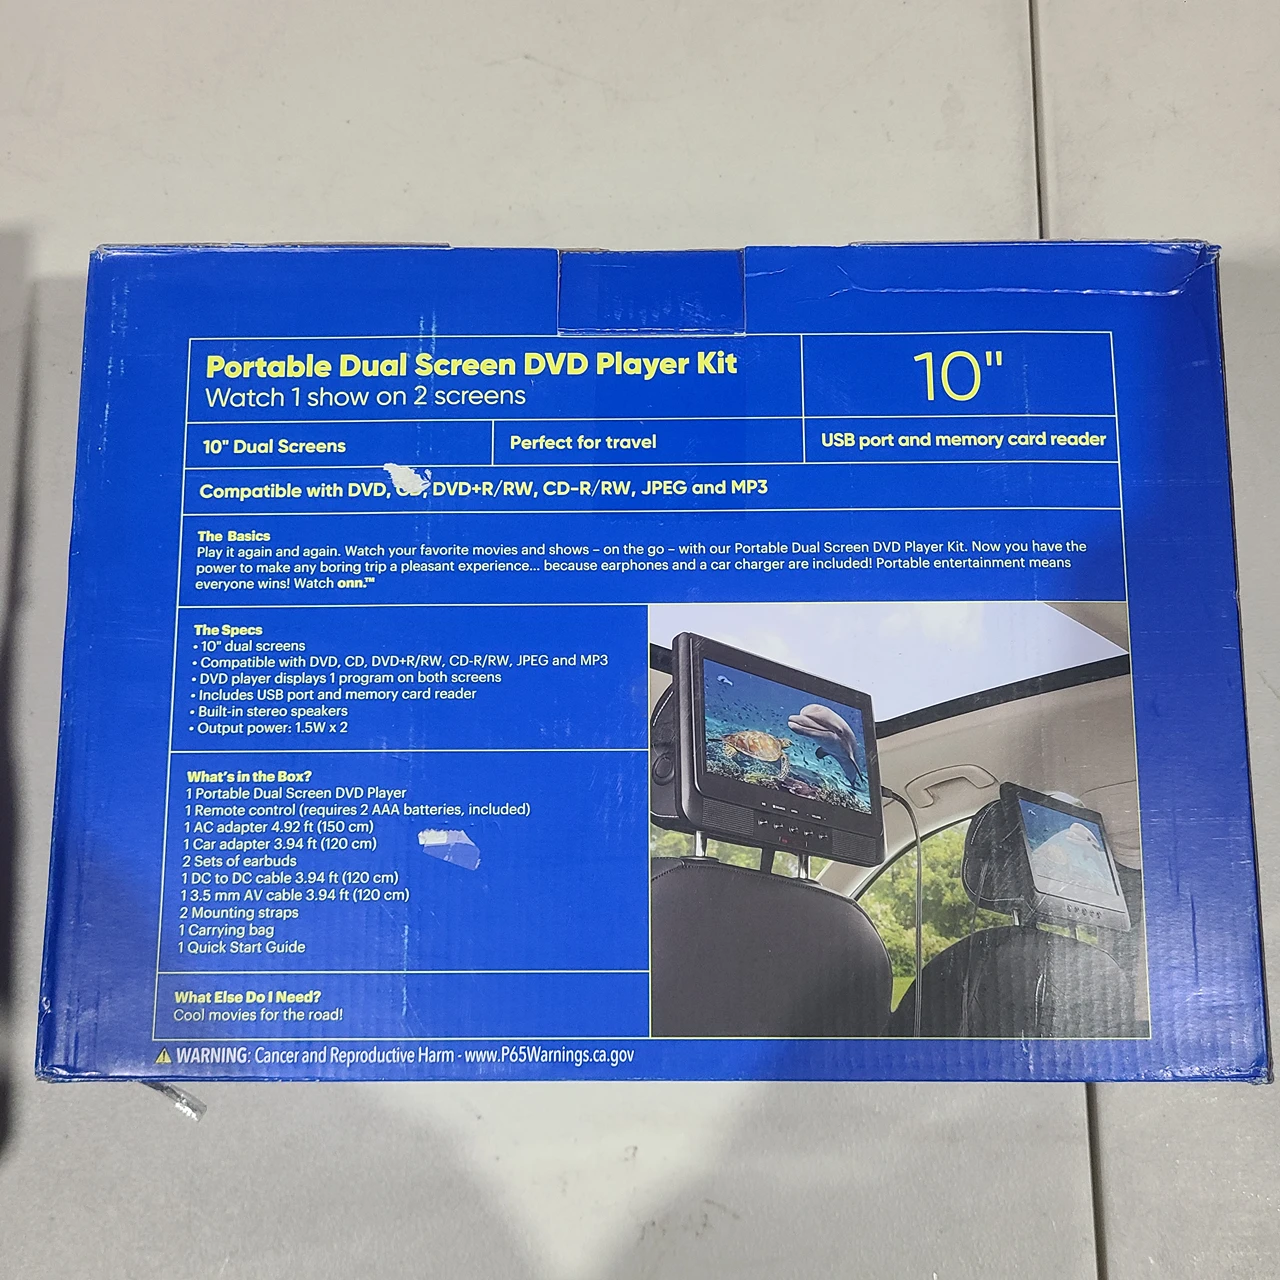 Portable Dual Screen DVD Player Kit
Watch 1 show on 2 screens
10"
10" Dual Screens
Perfect for travel
USB port and memory card reader
Compatible with DVD, CD, DVD+R/RW, CD-R/RW, JPEG and MP3
The Basics
Play it again and again. Watch your favorite movies and shows – on the go – with our Portable Dual Screen DVD Player Kit. Now you have the
power to make any boring trip a pleasant experience... because earphones and a car charger are included! Portable entertainment means
everyone wins! Watch onn.™
The Specs
• 10" dual screens
• Compatible with DVD, CD, DVD+R/RW, CD-R/RW, JPEG and MP3
• DVD player displays 1 program on both screens
• Includes USB port and memory card reader
• Built-in stereo speakers
• Output power: 1.5W x 2
What's in the Box?
1 Portable Dual Screen DVD Player
1 Remote control (requires 2 AAA batteries, included)
1 AC adapter 4.92 ft (150 cm)
1 Car adapter 3.94 ft (120 cm)
2 Sets of earbuds
1 DC to DC cable 3.94 ft (120 cm)
1 3.5 mm AV cable 3.94 ft (120 cm)
2 Mounting straps
1 Carrying bag
1 Quick Start Guide
What Else Do I Need?
Cool movies for the road!
⚠ WARNING: Cancer and Reproductive Harm - www.P65Warnings.ca.gov